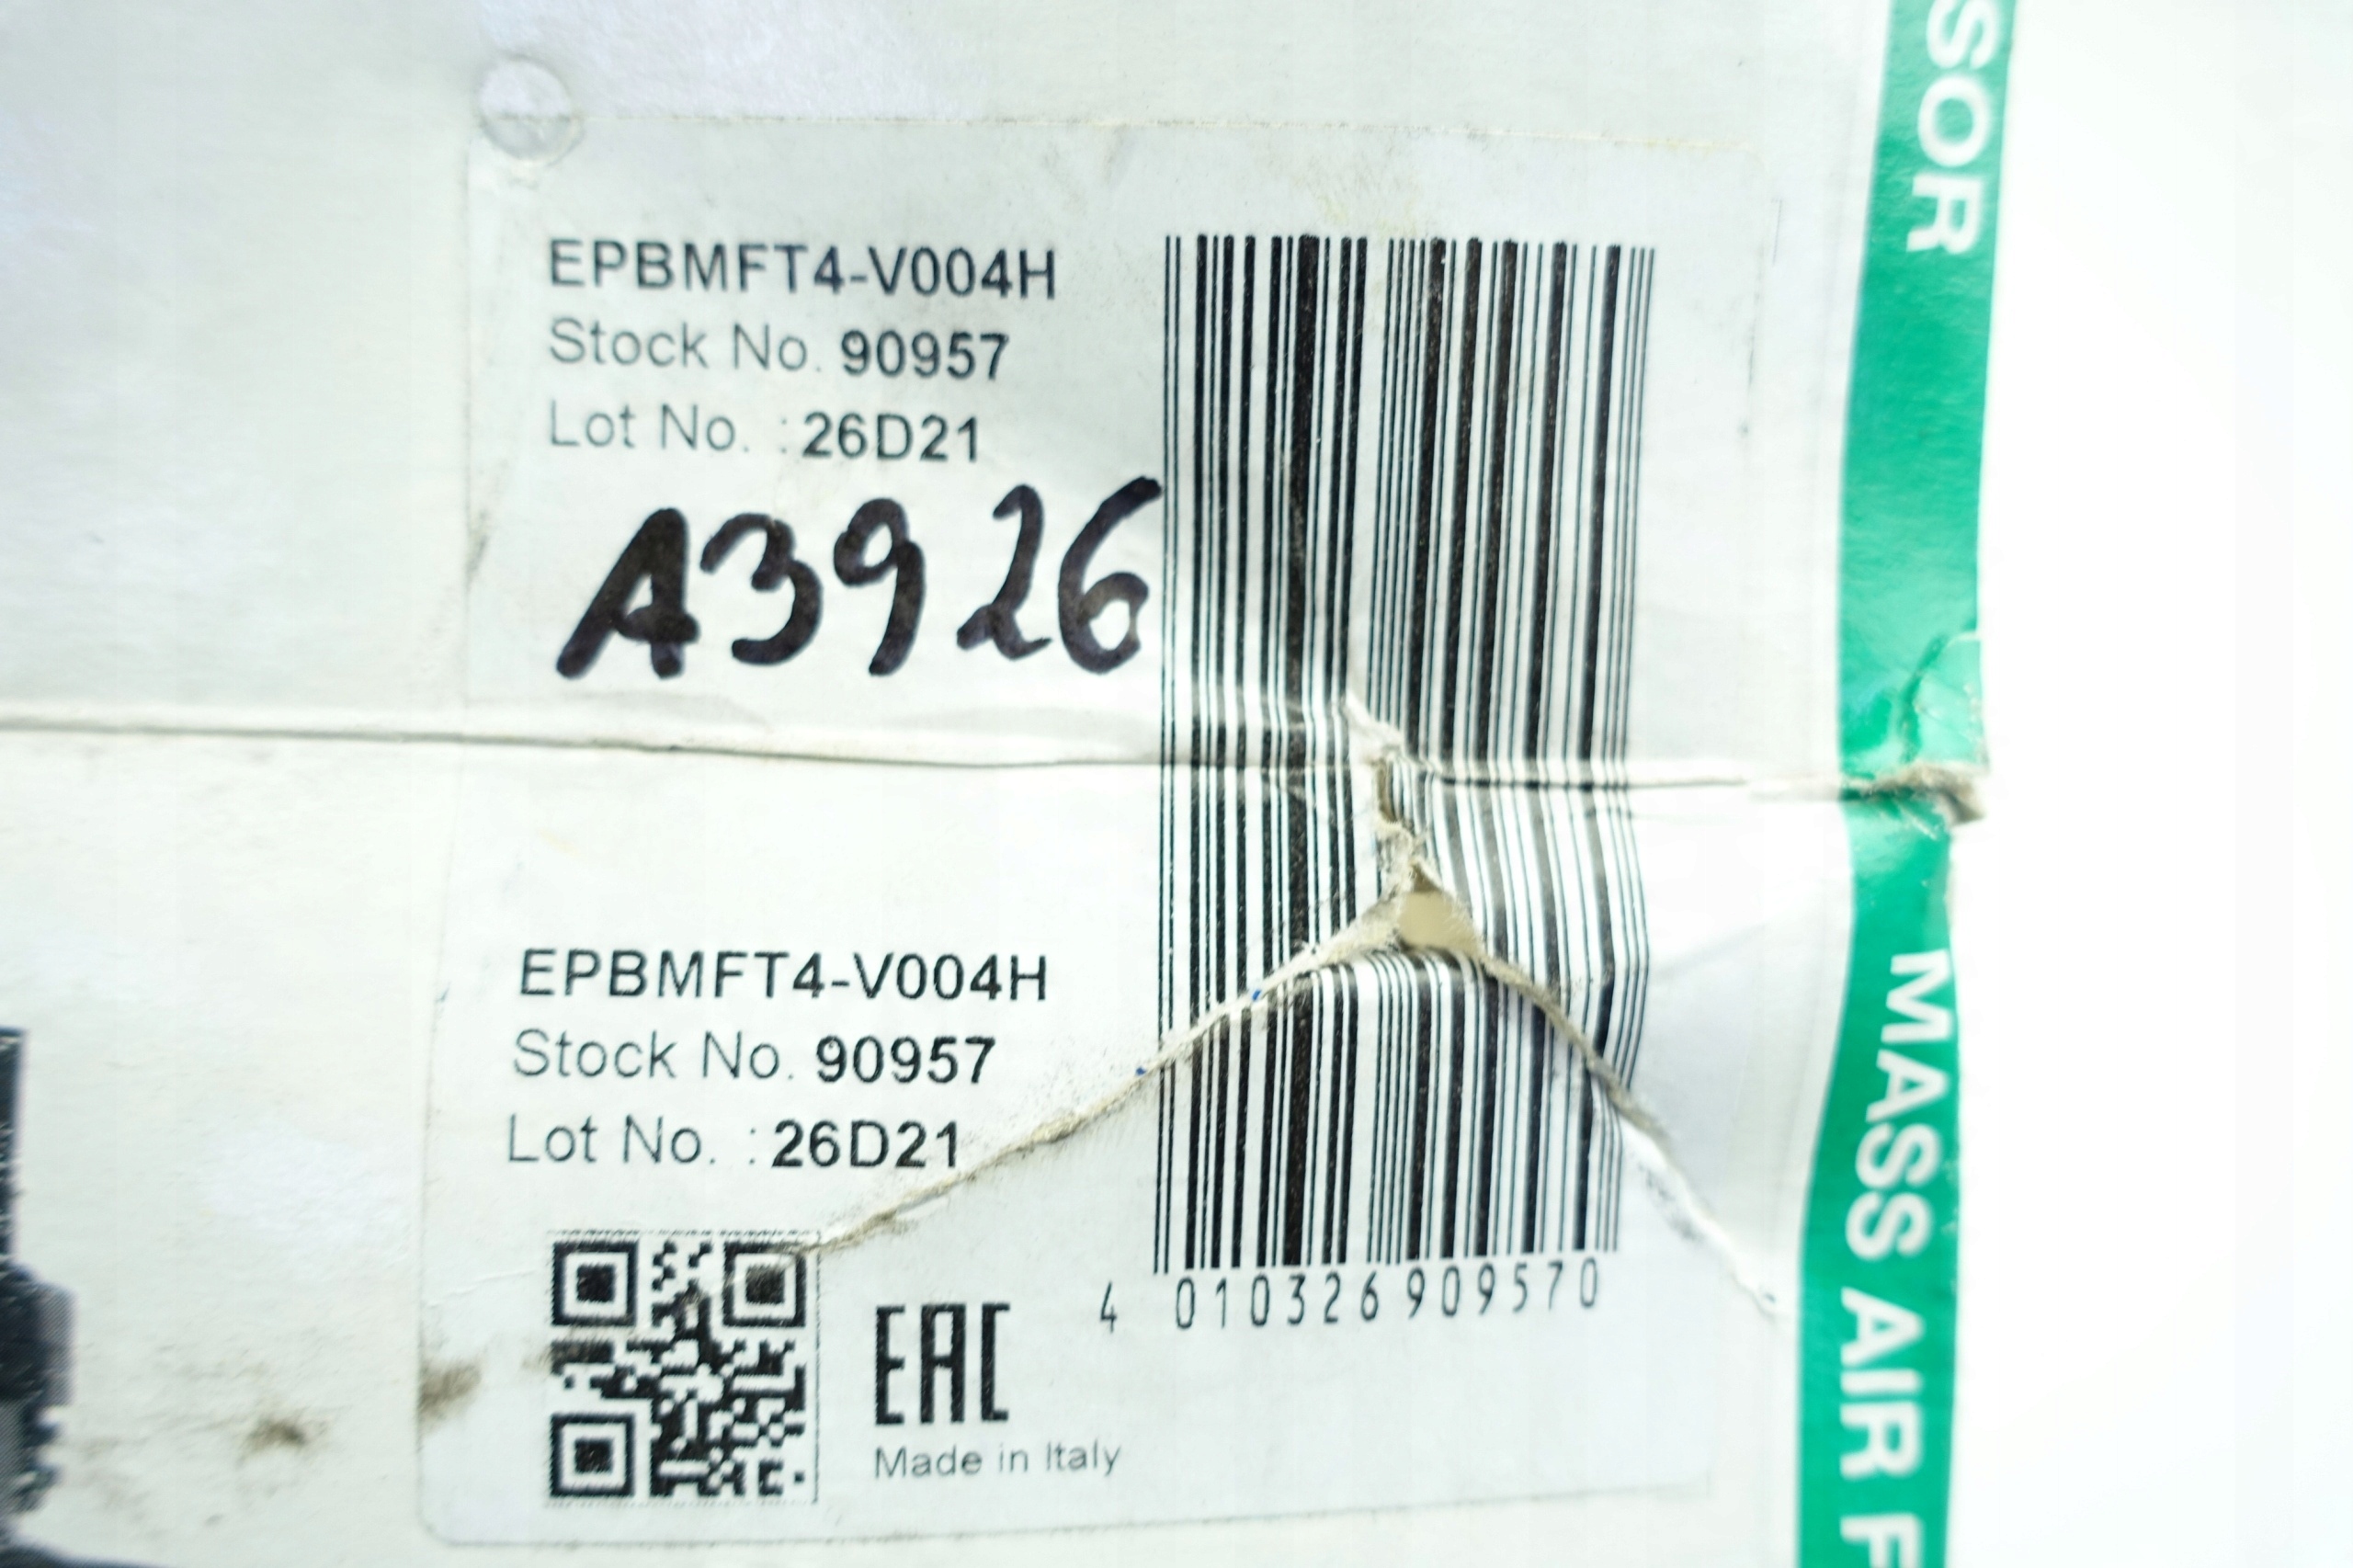 EPBMFT4-V004H
Stock No. 90957
Lot No. : 26D21
A3926
EPBMFT4-V004H
Stock No. 90957
Lot No. : 26D21
4 010326 909570
EAC
Made in Italy
MASS AIR F
SOR